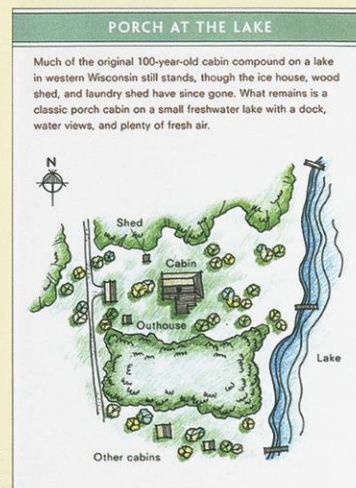 PORCH AT THE LAKE
Much of the original 100-year-old cabin compound on a lake
in western Wisconsin still stands, though the ice house, wood
shed, and laundry shed have since gone. What remains is a
classic porch cabin on a small freshwater lake with a dock,
water views, and plenty of fresh air.
N
Shed
Cabin
Outhouse
Lake
Other cabins